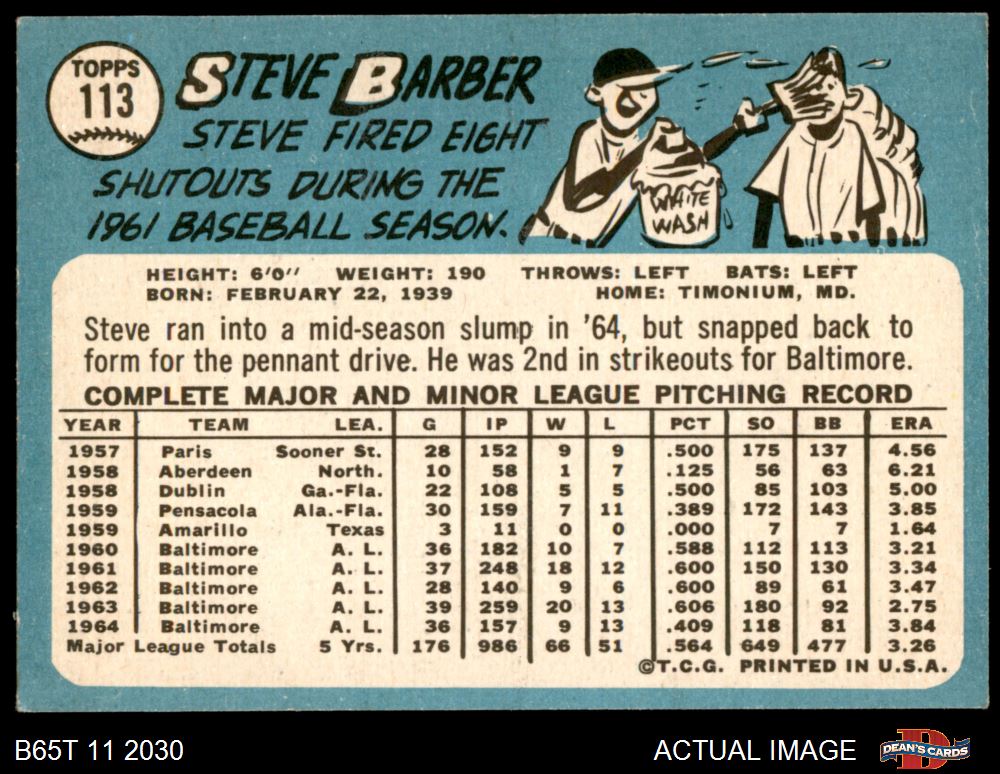 TOPPS
113
STEVE BARBER
STEVE FIRED EIGHT
SHUTOUTS DURING THE
1961 BASEBALL SEASON.
WHITE
WASH
HEIGHT: 6'0" WEIGHT: 190 THROWS: LEFT BATS: LEFT
BORN: FEBRUARY 22, 1939 HOME: TIMONIUM, MD.
Steve ran into a mid-season slump in '64, but snapped back to
form for the pennant drive. He was 2nd in strikeouts for Baltimore.
COMPLETE MAJOR AND MINOR LEAGUE PITCHING RECORD
YEAR TEAM LEA. G IP W L PCT SO BB ERA
1957 Paris Sooner St. 28 152 9 9 .500 175 137 4.56
1958 Aberdeen North. 10 58 1 7 .125 56 63 6.21
1958 Dublin Ga.-Fla. 22 108 5 5 .500 85 103 5.00
1959 Pensacola Ala.-Fla. 30 159 7 11 .389 172 143 3.85
1959 Amarillo Texas 3 11 0 0 .000 7 7 1.64
1960 Baltimore A. L. 36 182 10 7 .588 112 113 3.21
1961 Baltimore A. L. 37 248 18 12 .600 150 130 3.34
1962 Baltimore A. L. 28 140 9 6 .600 89 61 3.47
1963 Baltimore A. L. 39 259 20 13 .606 180 92 2.75
1964 Baltimore A. L. 36 157 9 13 .409 118 81 3.84
Major League Totals 5 Yrs. 176 986 66 51 .564 649 477 3.26
©T.C.G. PRINTED IN U.S.A.
B65T 11 2030 ACTUAL IMAGE DEAN'S CARDS